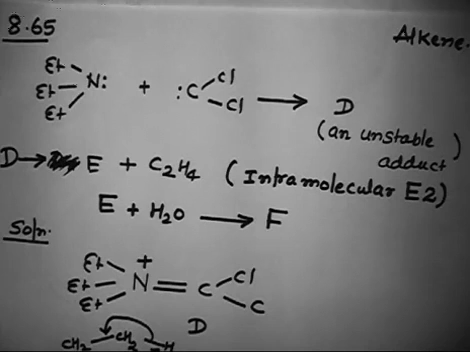 8.65
Alkene.
Et
Et — N: + :C Cl → D
Et Cl
(an unstable
adduct)
D → E + C₂H₄ (Intramolecular E2)
E + H₂O → F
Soln.
Et +
Et — N = C Cl
Et C
D
CH₂ CH₂ — H